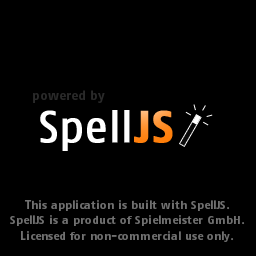 powered by
SpellJS
This application is built with SpellJS.
SpellJS is a product of Spielmeister GmbH.
Licensed for non-commercial use only.